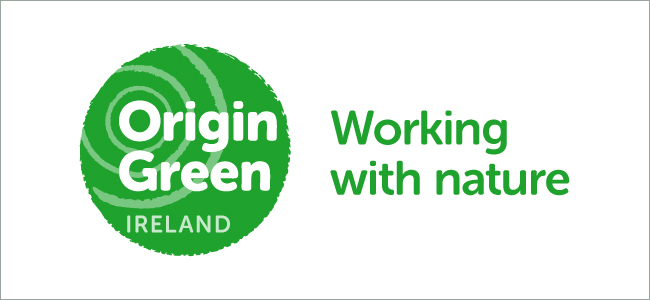 Origin
Green
IRELAND
Working
with nature